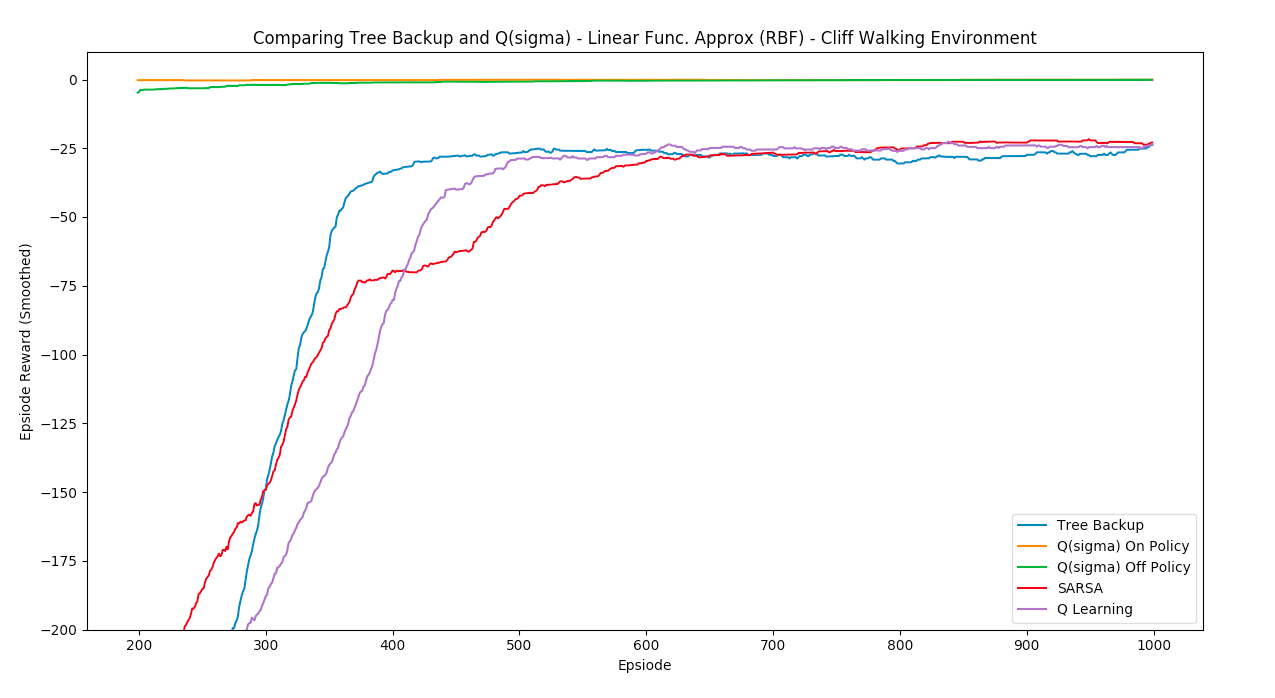 Comparing Tree Backup and Q(sigma) - Linear Func. Approx (RBF) - Cliff Walking Environment
Epsiode Reward (Smoothed)
0
−25
−50
−75
−100
−125
−150
−175
−200
200
300
400
500
600
700
800
900
1000
Epsiode
Tree Backup
Q(sigma) On Policy
Q(sigma) Off Policy
SARSA
Q Learning